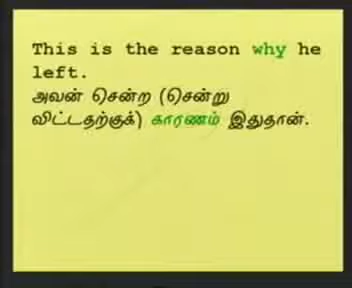 This is the reason why he
left.
அவன் சென்ற (சென்று
விட்டதற்குக்) காரணம் இதுதான்.